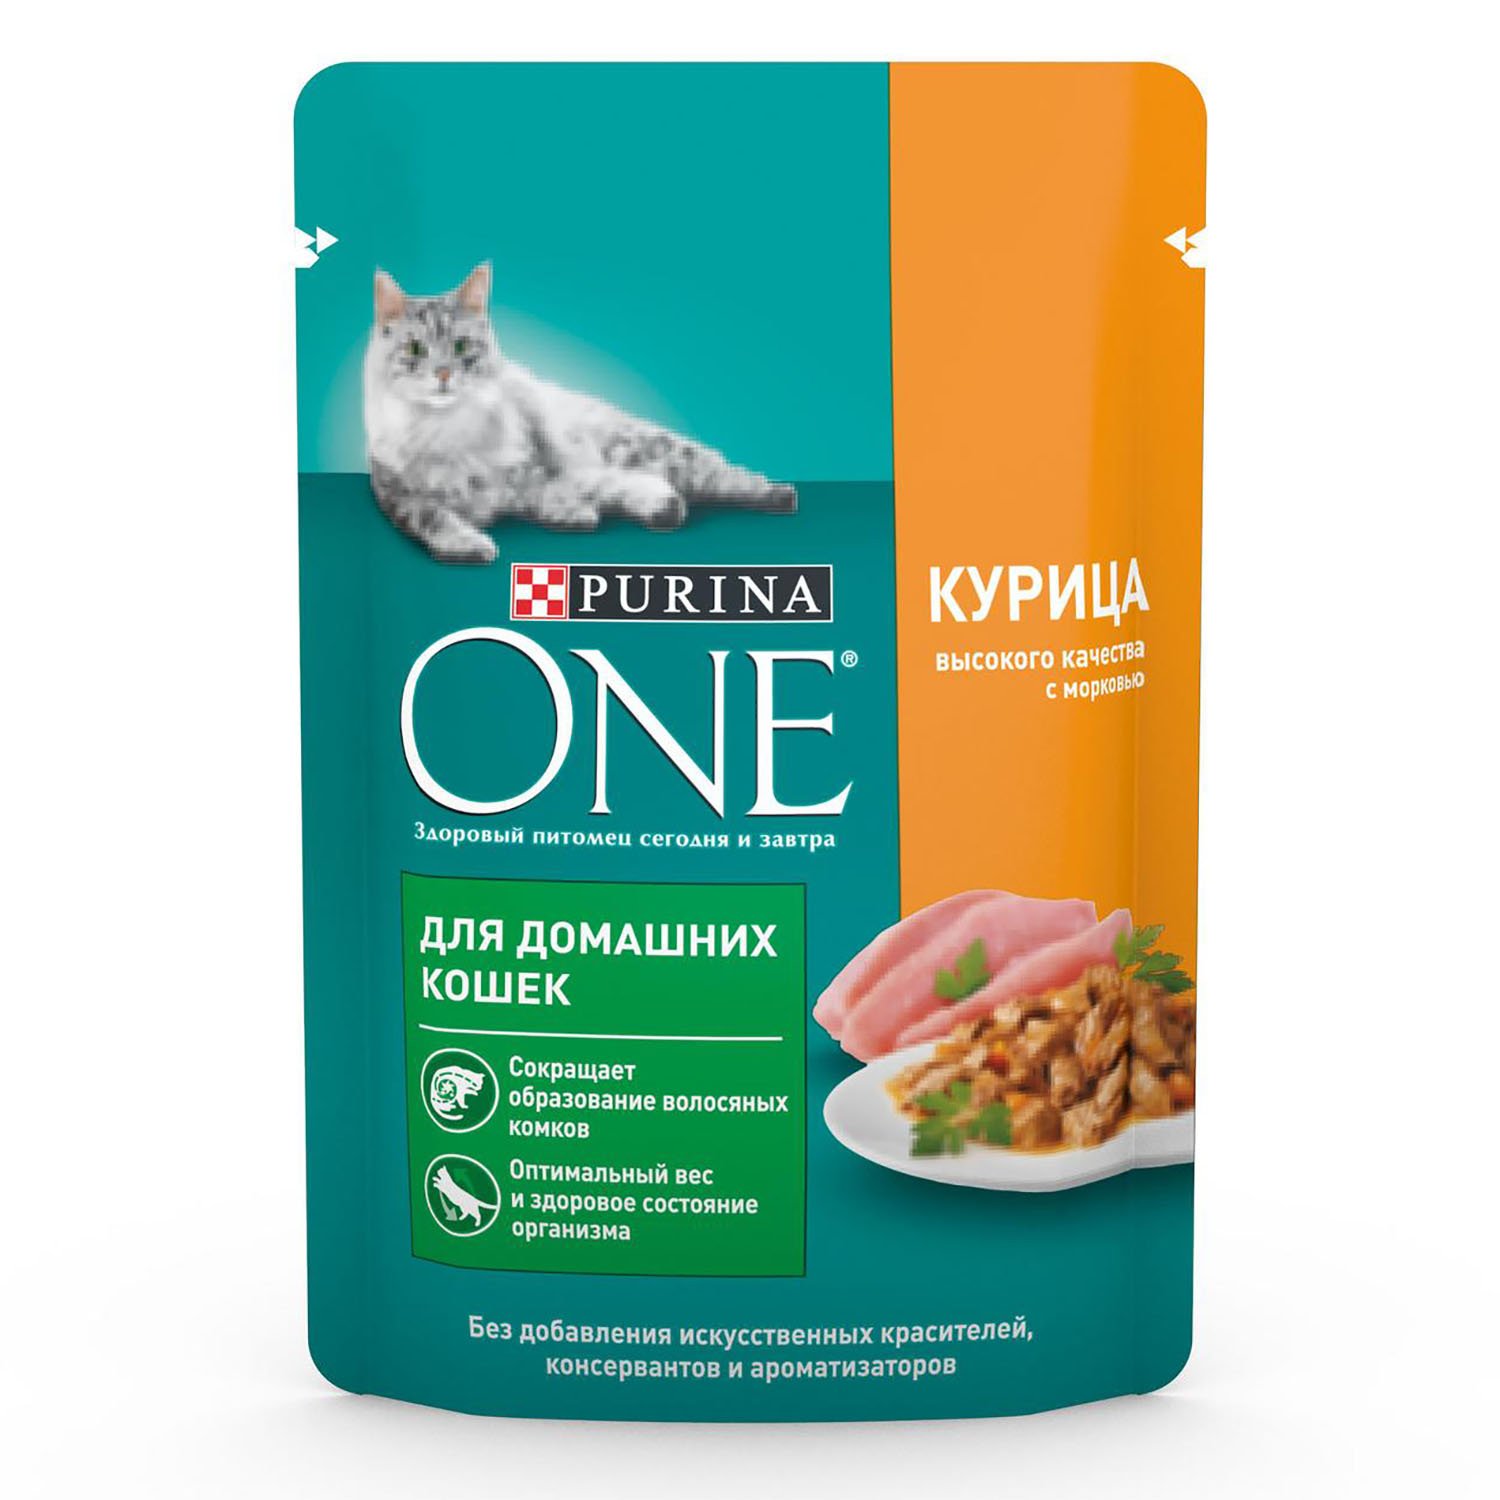 PURINA
ONE®
Здоровый питомец сегодня и завтра
КУРИЦА
высокого качества
с морковью
ДЛЯ ДОМАШНИХ
КОШЕК
Сокращает
образование волосяных
комков
Оптимальный вес
и здоровое состояние
организма
Без добавления искусственных красителей,
консервантов и ароматизаторов